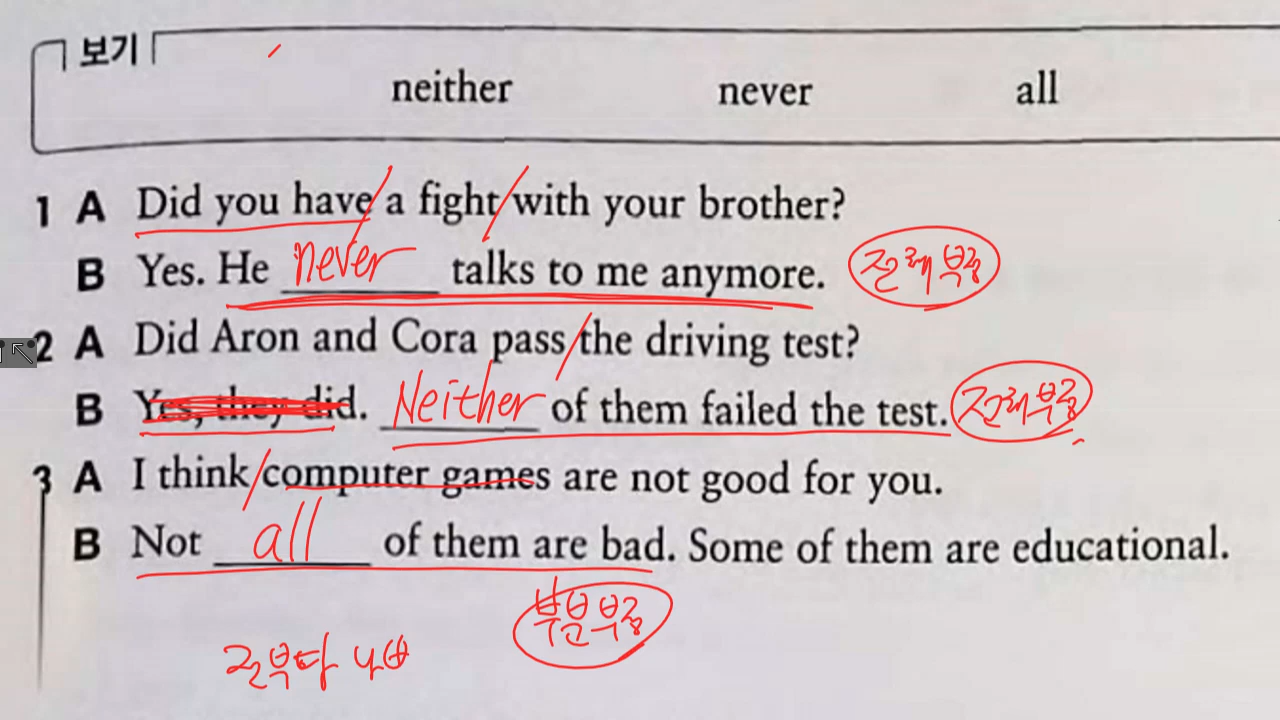 보기
neither never all
1 A Did you have a fight with your brother?
B Yes. He never talks to me anymore. 전체부정
2 A Did Aron and Cora pass the driving test?
B Yes, they did. Neither of them failed the test. 전체부정
3 A I think computer games are not good for you.
B Not all of them are bad. Some of them are educational.
부분부정
전부다